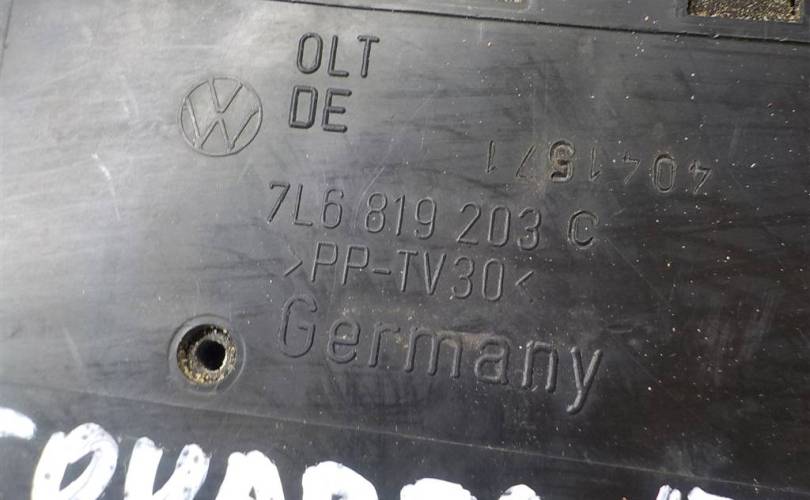 OLT
DE
4041571
7L6 819 203 C
>PP-TV30<
Germany